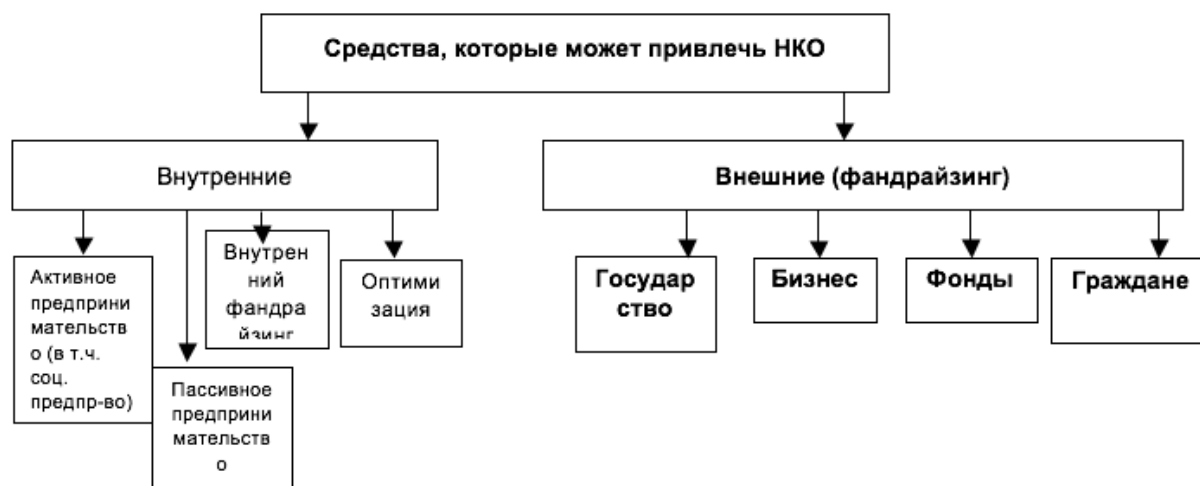 Средства, которые может привлечь НКО
Внутренние
Внешние (фандрайзинг)
Активное
предприни
мательств
о (в т.ч.
соц.
предпр-во)
Пассивное
предприни
мательств
о
Внутрен
ний
фандра
йзинг
Оптими
зация
Государ
ство
Бизнес
Фонды
Граждане